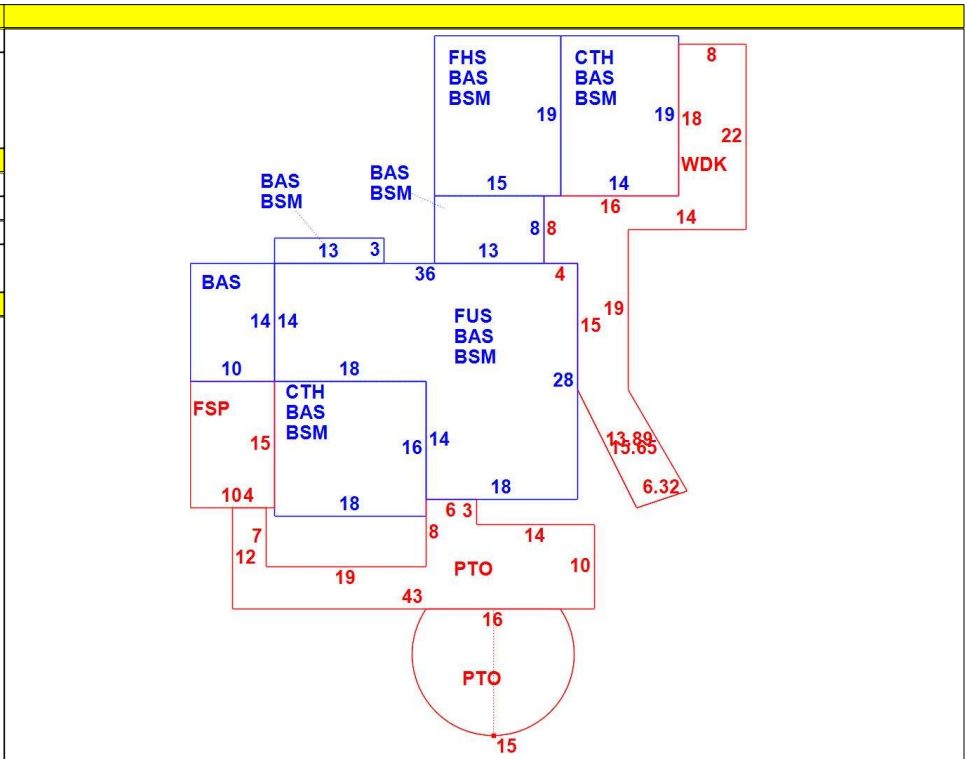 FHS
BAS
BSM
CTH
BAS
BSM
8
19
19
18
22
WDK
BAS
BSM
BAS
BSM
15
14
16
14
8
8
13
3
13
36
4
BAS
14
14
FUS
BAS
BSM
15
19
10
18
28
FSP
CTH
BAS
BSM
15
16
14
13.89
15.65
6.32
104
18
18
6
3
7
8
14
12
10
19
PTO
43
16
PTO
15